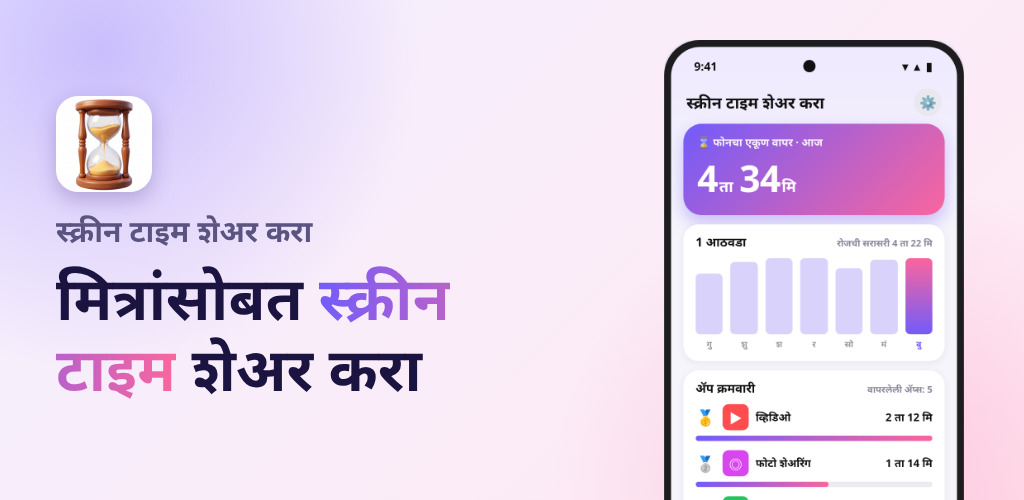 स्क्रीन टाइम शेअर करा
मित्रांसोबत स्क्रीन
टाइम शेअर करा
9:41
स्क्रीन टाइम शेअर करा
फोनचा एकूण वापर · आज
4ता 34मि
1 आठवडा
रोजची सरासरी 4 ता 22 मि
गु शु श र सो मं बु
ॲप क्रमवारी
वापरलेली ॲप्स: 5
व्हिडिओ 2 ता 12 मि
फोटो शेअरिंग 1 ता 14 मि